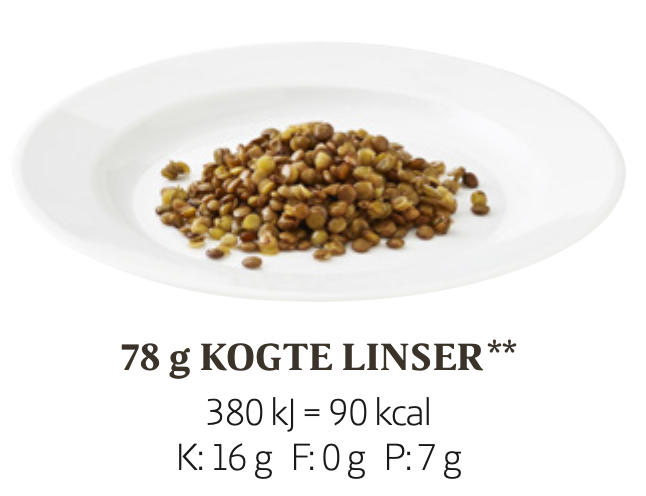 78 g KOGTE LINSER**
380 kJ = 90 kcal
K: 16 g F: 0 g P: 7 g